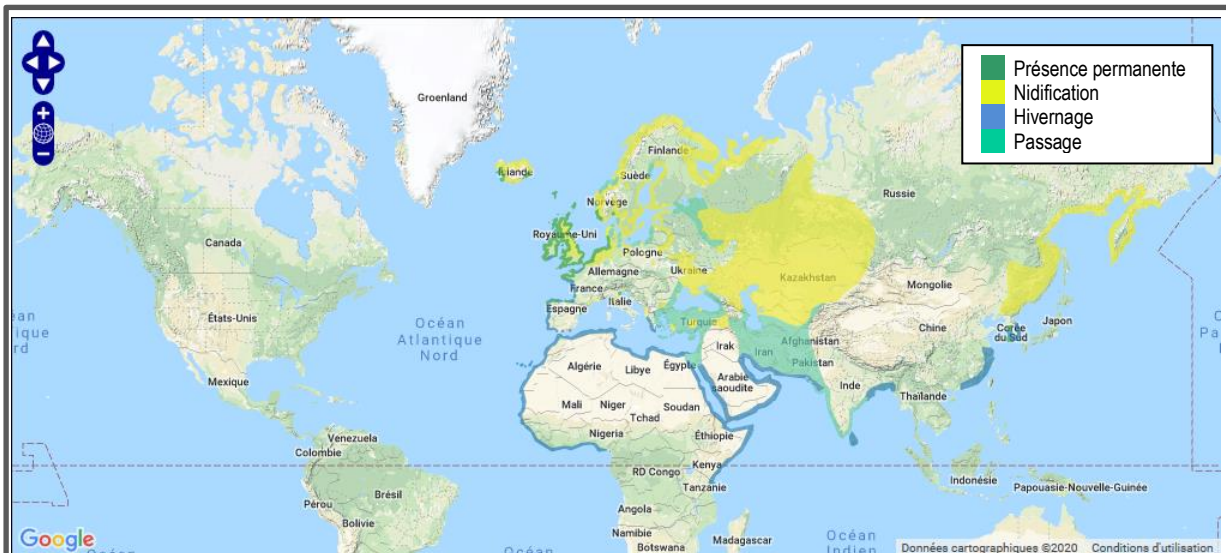 Présence permanente
Nidification
Hivernage
Passage
Groenland
Islande
Finlande
Suède
Norvège
Russie
Royaume-Uni
Pologne
Allemagne
Ukraine
Kazakhstan
Canada
France
Mongolie
Espagne
Italie
États-Unis
Turquie
Chine
Corée
du Sud
Japon
Océan
Atlantique
Nord
Afghanistan
Irak
Iran
Pakistan
Algérie
Libye
Égypte
Arabie
saoudite
Inde
Mexique
Mali
Niger
Soudan
Tchad
Thaïlande
Nigeria
Éthiopie
Venezuela
Colombie
RD Congo
Kenya
Tanzanie
Indonésie
Papouasie-Nouvelle-Guinée
Brésil
Pérou
Angola
Bolivie
Namibie
Madagascar
Botswana
Océan
Indien
Google
Données cartographiques ©2020
Conditions d'utilisation